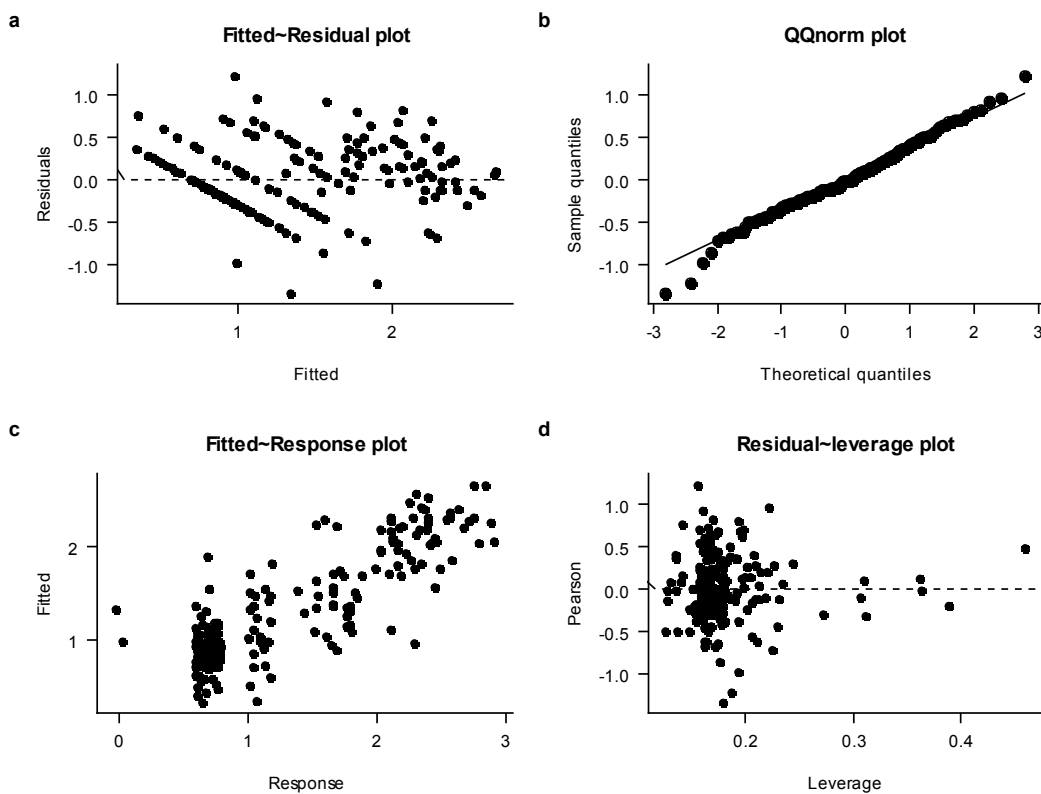 a
Fitted~Residual plot
Residuals
1.0
0.5
0.0
-0.5
-1.0
1
2
Fitted
b
QQnorm plot
Sample quantiles
1.0
0.5
0.0
-0.5
-1.0
-3
-2
-1
0
1
2
3
Theoretical quantiles
c
Fitted~Response plot
Fitted
2
1
0
1
2
3
Response
d
Residual~leverage plot
Pearson
1.0
0.5
0.0
-0.5
-1.0
0.2
0.3
0.4
Leverage